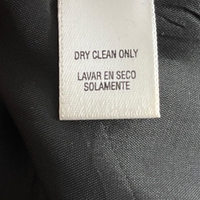 DRY CLEAN ONLY
LAVAR EN SECO
SOLAMENTE